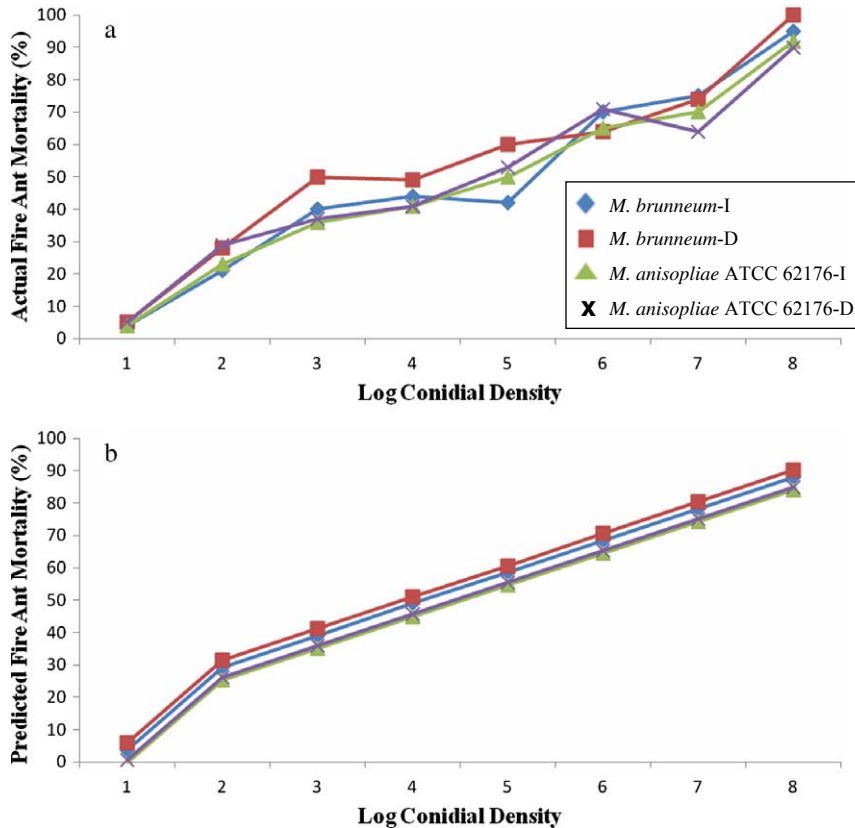 a
Actual Fire Ant Mortality (%)
100
90
80
70
60
50
40
30
20
10
0
1 2 3 4 5 6 7 8
Log Conidial Density
M. brunneum-I
M. brunneum-D
M. anisopliae ATCC 62176-I
M. anisopliae ATCC 62176-D
b
Predicted Fire Ant Mortality (%)
100
90
80
70
60
50
40
30
20
10
0
1 2 3 4 5 6 7 8
Log Conidial Density